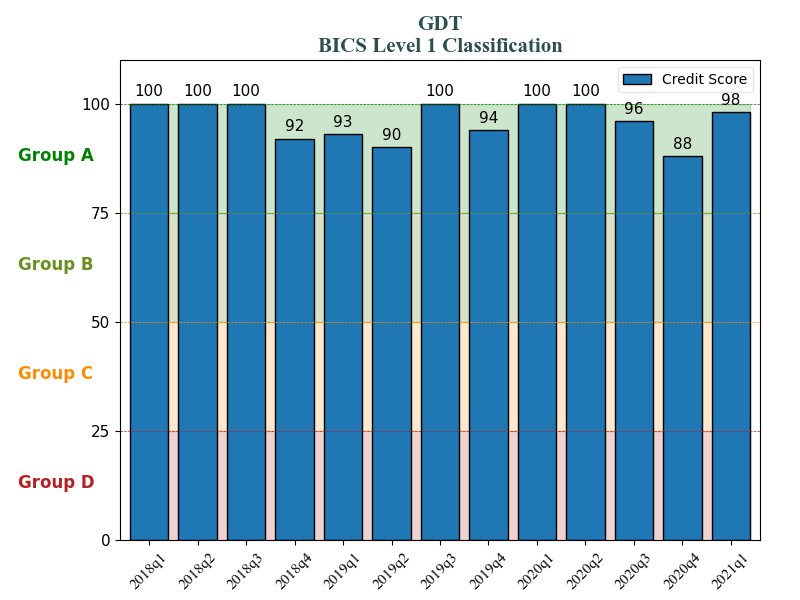 GDT
BICS Level 1 Classification
Credit Score
100 100 100 92 93 90 100 94 100 100 96 88 98
100
Group A
75
Group B
50
Group C
25
Group D
0
2018q1 2018q2 2018q3 2018q4 2019q1 2019q2 2019q3 2019q4 2020q1 2020q2 2020q3 2020q4 2021q1